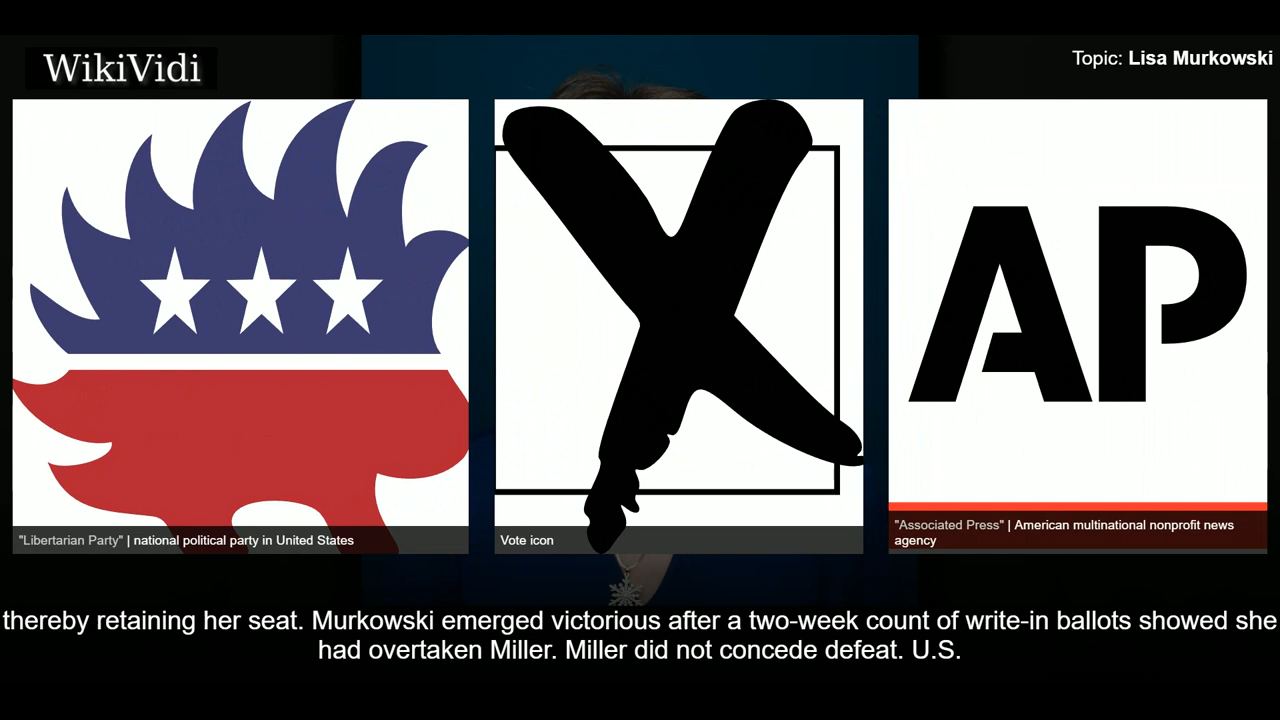 WikiVidi
Topic: Lisa Murkowski
AP
"Libertarian Party" | national political party in United States
Vote icon
"Associated Press" | American multinational nonprofit news
agency
thereby retaining her seat. Murkowski emerged victorious after a two-week count of write-in ballots showed she
had overtaken Miller. Miller did not concede defeat. U.S.